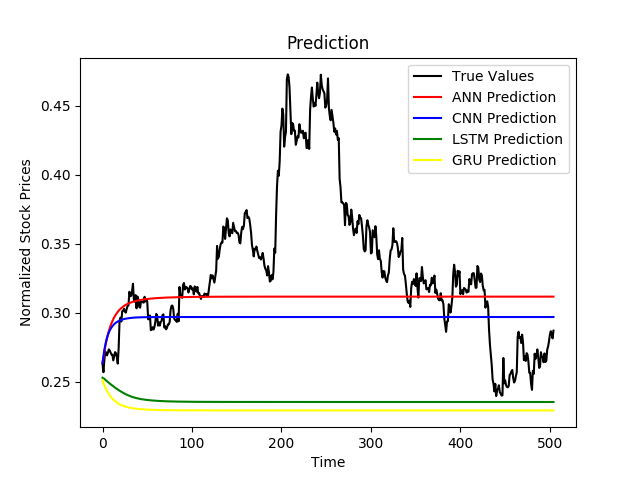 Prediction
True Values
ANN Prediction
CNN Prediction
LSTM Prediction
GRU Prediction
Normalized Stock Prices
0.45
0.40
0.35
0.30
0.25
0 100 200 300 400 500
Time